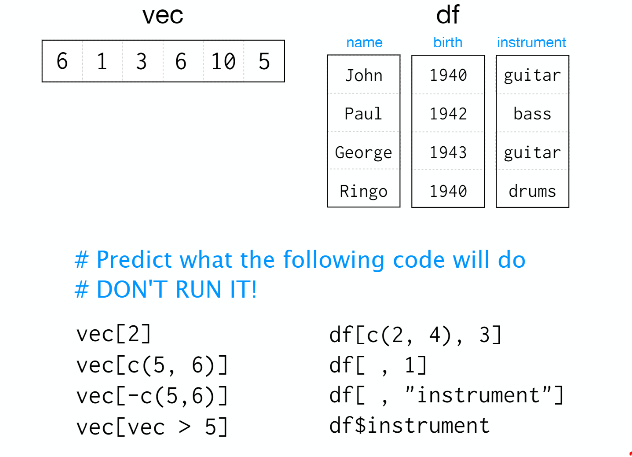 vec
6 1 3 6 10 5
df
name birth instrument
John 1940 guitar
Paul 1942 bass
George 1943 guitar
Ringo 1940 drums
# Predict what the following code will do
# DON'T RUN IT!
vec[2]
vec[c(5, 6)]
vec[-c(5,6)]
vec[vec > 5]
df[c(2, 4), 3]
df[ , 1]
df[ , "instrument"]
df$instrument